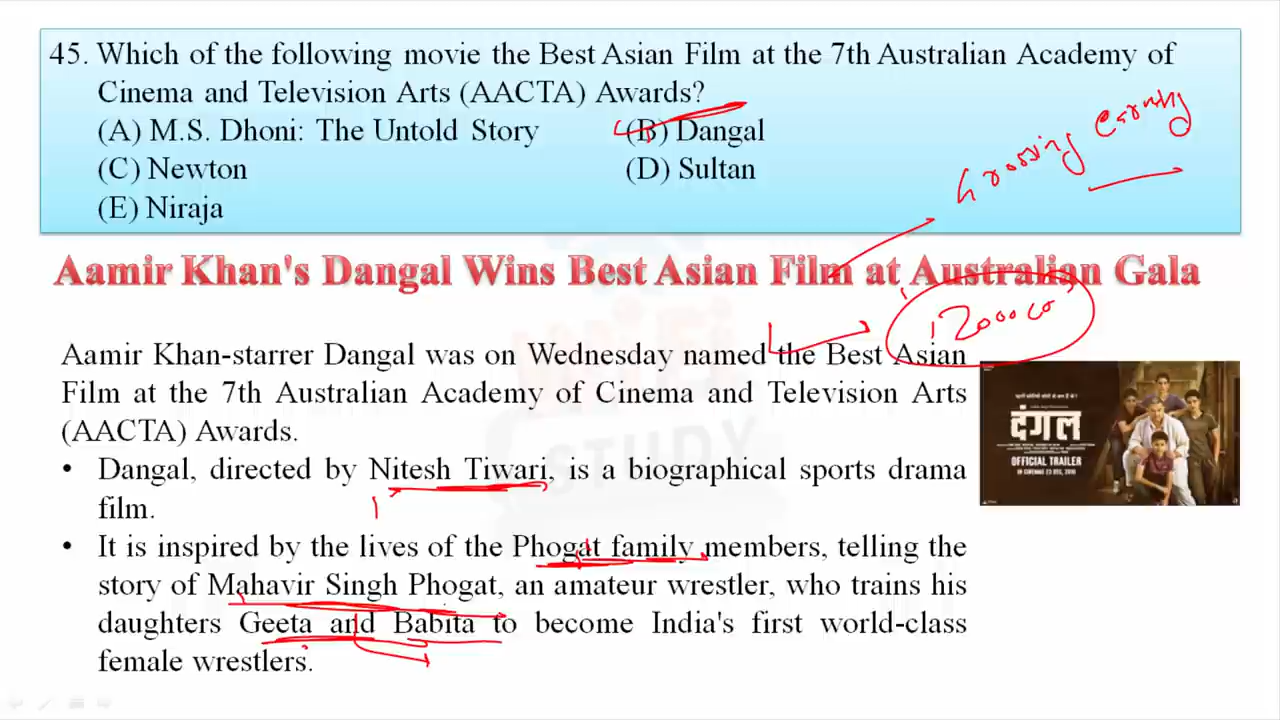 45. Which of the following movie the Best Asian Film at the 7th Australian Academy of
Cinema and Television Arts (AACTA) Awards?
(A) M.S. Dhoni: The Untold Story (B) Dangal
(C) Newton (D) Sultan
(E) Niraja
Grossing earning
Aamir Khan's Dangal Wins Best Asian Film at Australian Gala
Aamir Khan-starrer Dangal was on Wednesday named the Best Asian
Film at the 7th Australian Academy of Cinema and Television Arts
(AACTA) Awards.
• Dangal, directed by Nitesh Tiwari, is a biographical sports drama
film.
• It is inspired by the lives of the Phogat family members, telling the
story of Mahavir Singh Phogat, an amateur wrestler, who trains his
daughters Geeta and Babita to become India's first world-class
female wrestlers.
दंगल
OFFICIAL TRAILER
STUDY